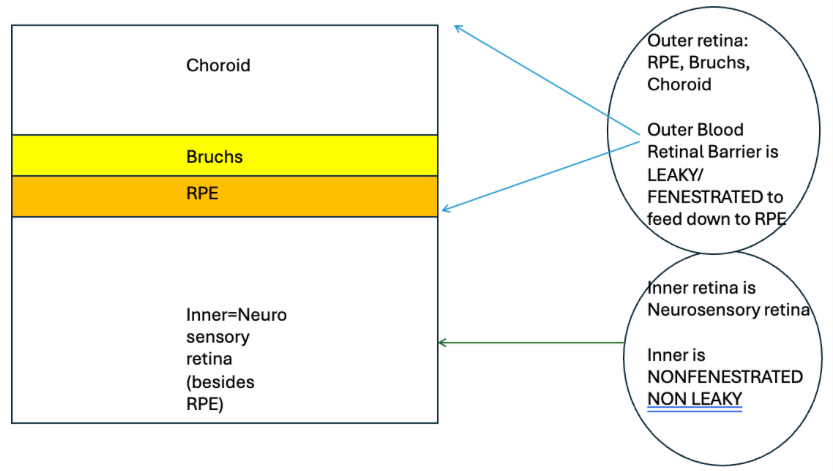 Choroid
Bruchs
RPE
Inner=Neuro
sensory
retina
(besides
RPE)
Outer retina:
RPE, Bruchs,
Choroid
Outer Blood
Retinal Barrier is
LEAKY/
FENESTRATED to
feed down to RPE
Inner retina is
Neurosensory retina
Inner is
NONFENESTRATED
NON LEAKY